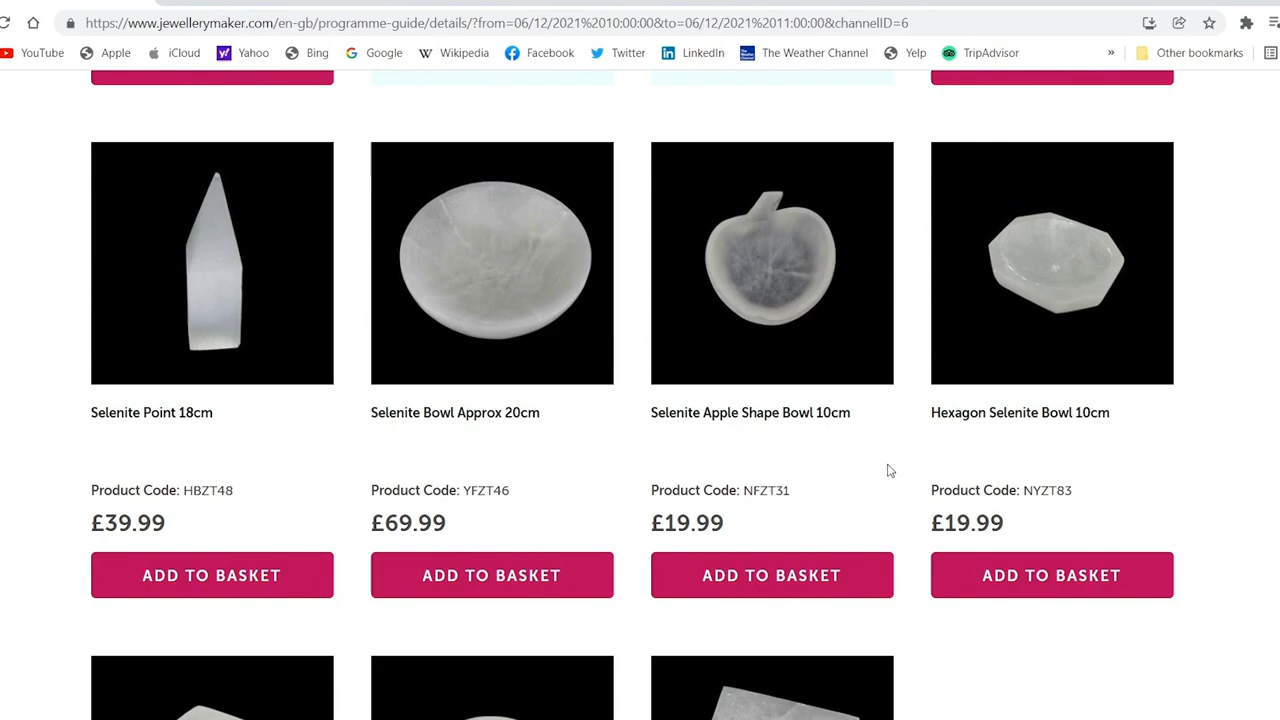 https://www.jewellerymaker.com/en-gb/programme-guide/details/?from=06/12/2021%2010:00:00&to=06/12/2021%2011:00:00&channelID=6
YouTube Apple iCloud Yahoo Bing Google Wikipedia Facebook Twitter LinkedIn The Weather Channel Yelp TripAdvisor » Other bookmarks
Selenite Point 18cm
Selenite Bowl Approx 20cm
Selenite Apple Shape Bowl 10cm
Hexagon Selenite Bowl 10cm
Product Code: HBZT48
Product Code: YFZT46
Product Code: NFZT31
Product Code: NYZT83
£39.99
£69.99
£19.99
£19.99
ADD TO BASKET
ADD TO BASKET
ADD TO BASKET
ADD TO BASKET